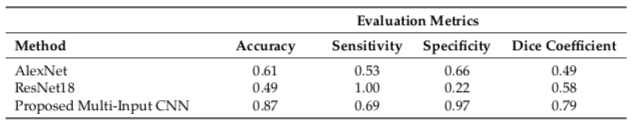 Evaluation Metrics
Method Accuracy Sensitivity Specificity Dice Coefficient
AlexNet 0.61 0.53 0.66 0.49
ResNet18 0.49 1.00 0.22 0.58
Proposed Multi-Input CNN 0.87 0.69 0.97 0.79